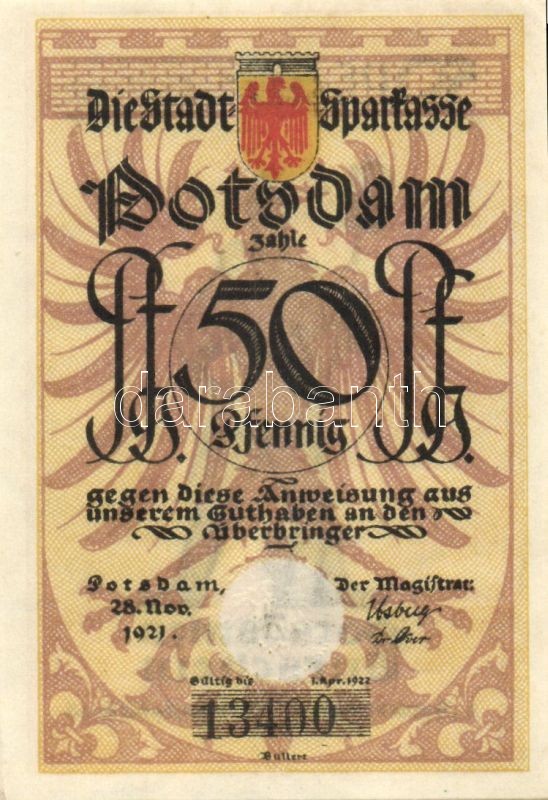 Die Stadt Sparkasse
Potsdam
zahle
Pf. 50 Pf.
Pfennig
darabanth
gegen diese Anweisung aus
unserem Guthaben an den
Überbringer
Potsdam, Der Magistrat:
28. Nov.
1921.
Gültig bis 1. Apr. 1922
13400